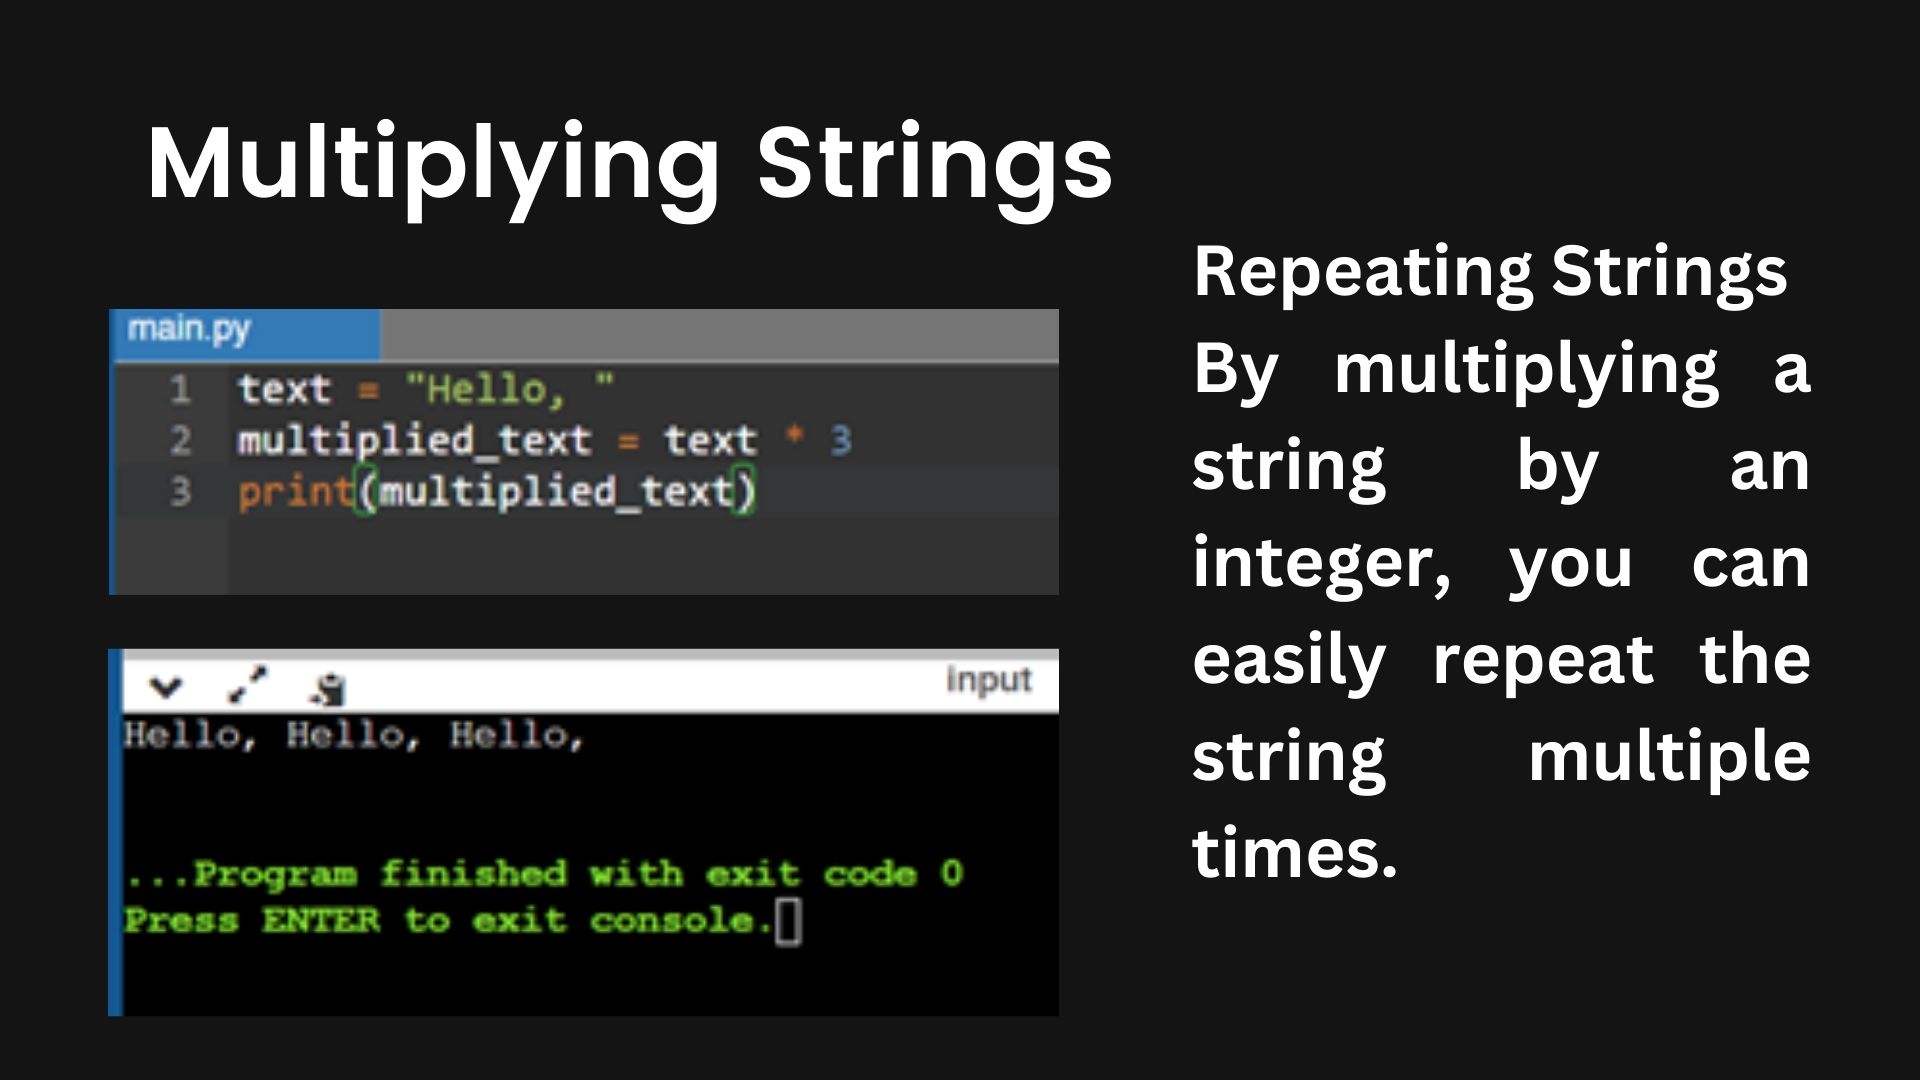 Multiplying Strings
main.py
1 text = "Hello, "
2 multiplied_text = text * 3
3 print(multiplied_text)
input
Hello, Hello, Hello,
...Program finished with exit code 0
Press ENTER to exit console.
Repeating Strings
By multiplying a
string by an
integer, you can
easily repeat the
string multiple
times.